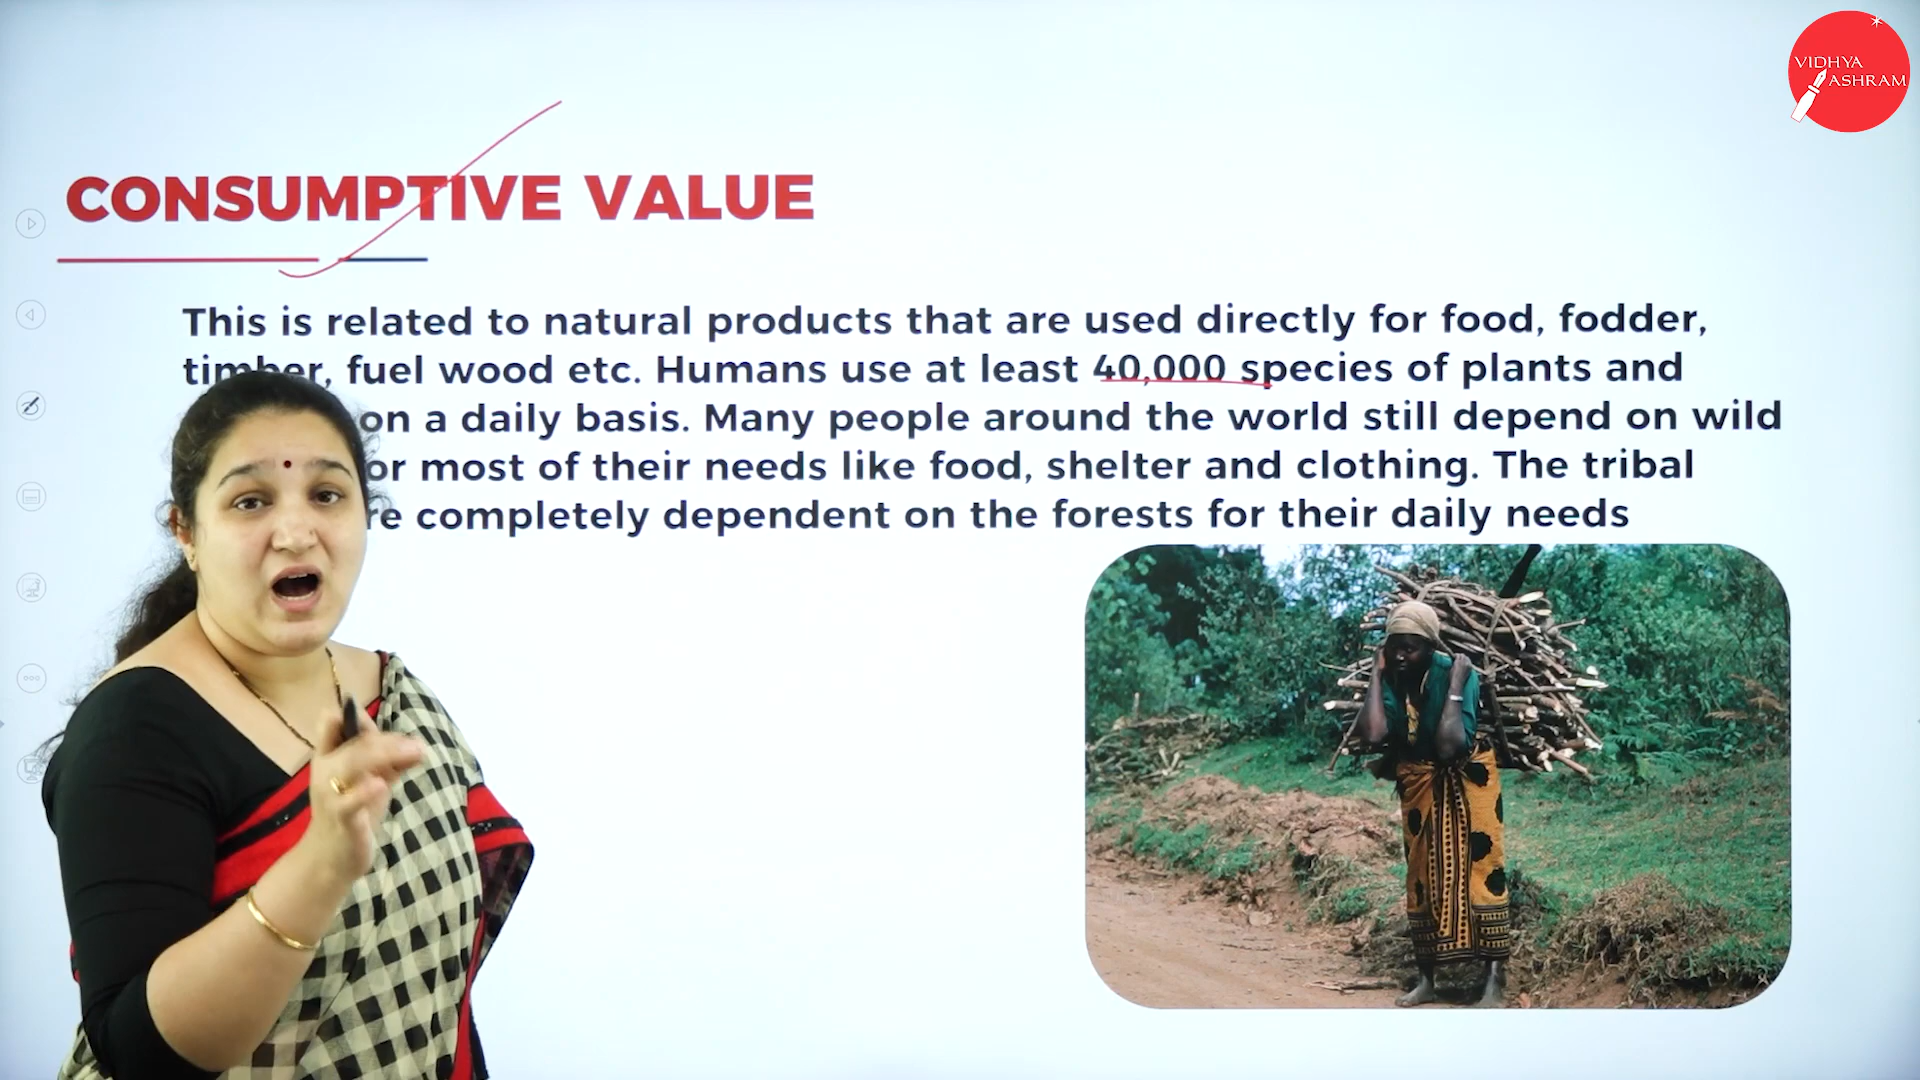 VIDHYA
ASHRAM
CONSUMPTIVE VALUE
This is related to natural products that are used directly for food, fodder,
timber, fuel wood etc. Humans use at least 40,000 species of plants and
on a daily basis. Many people around the world still depend on wild
or most of their needs like food, shelter and clothing. The tribal
completely dependent on the forests for their daily needs